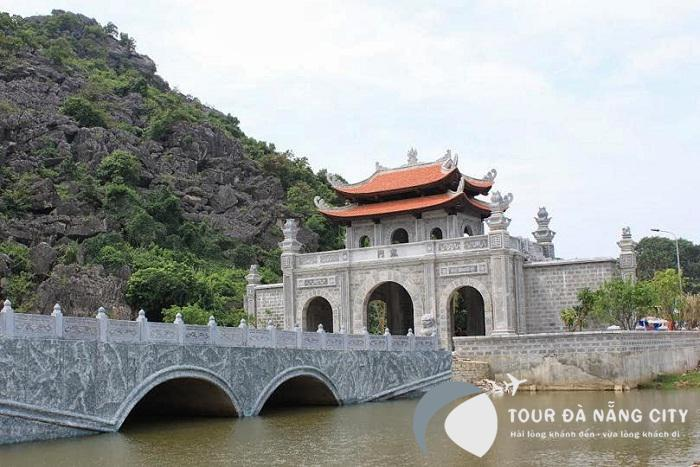 TOUR ĐÀ NẴNG CITY
Hài lòng khách đến - vừa lòng khách đi